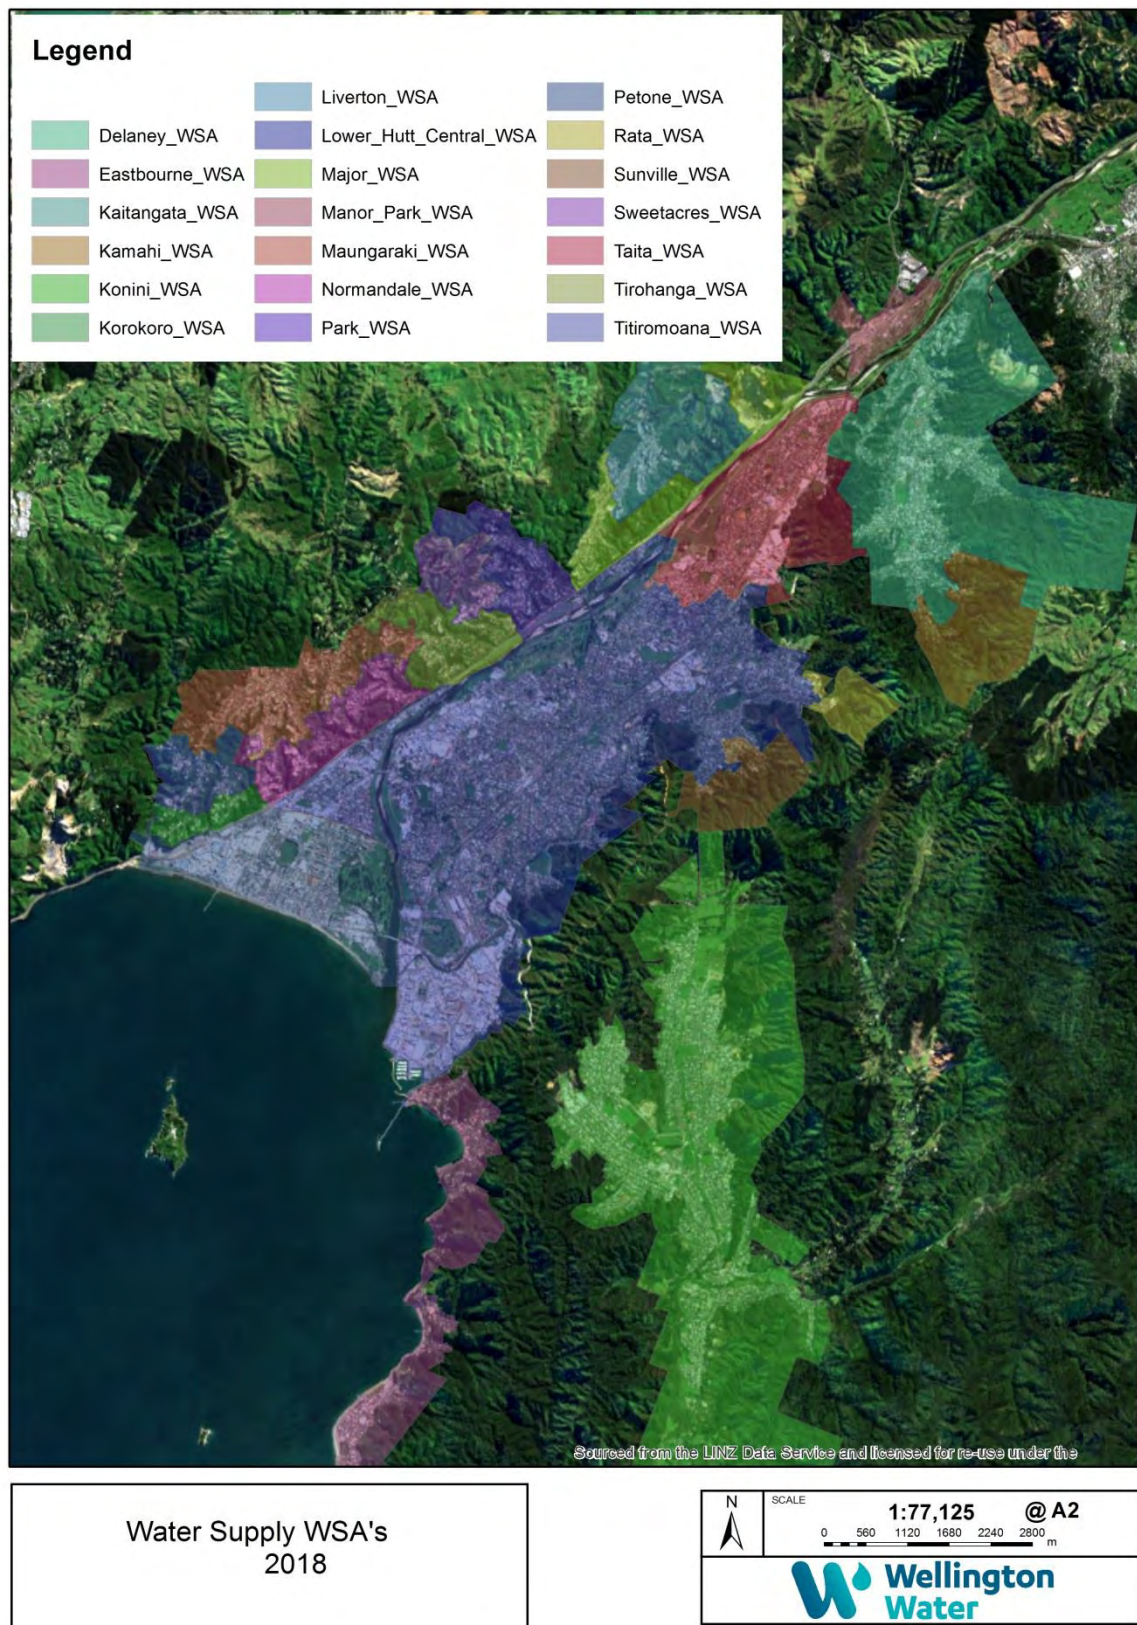 Legend
Delaney_WSA
Eastbourne_WSA
Kaitangata_WSA
Kamahi_WSA
Konini_WSA
Korokoro_WSA
Liverton_WSA
Lower_Hutt_Central_WSA
Major_WSA
Manor_Park_WSA
Maungaraki_WSA
Normandale_WSA
Park_WSA
Petone_WSA
Rata_WSA
Sunville_WSA
Sweetacres_WSA
Taita_WSA
Tirohanga_WSA
Titiromoana_WSA
Sourced from the LINZ Data Service and licensed for re-use under the
Water Supply WSA's
2018
N
SCALE
1:77,125 @ A2
0 560 1120 1680 2240 2800 m
Wellington
Water